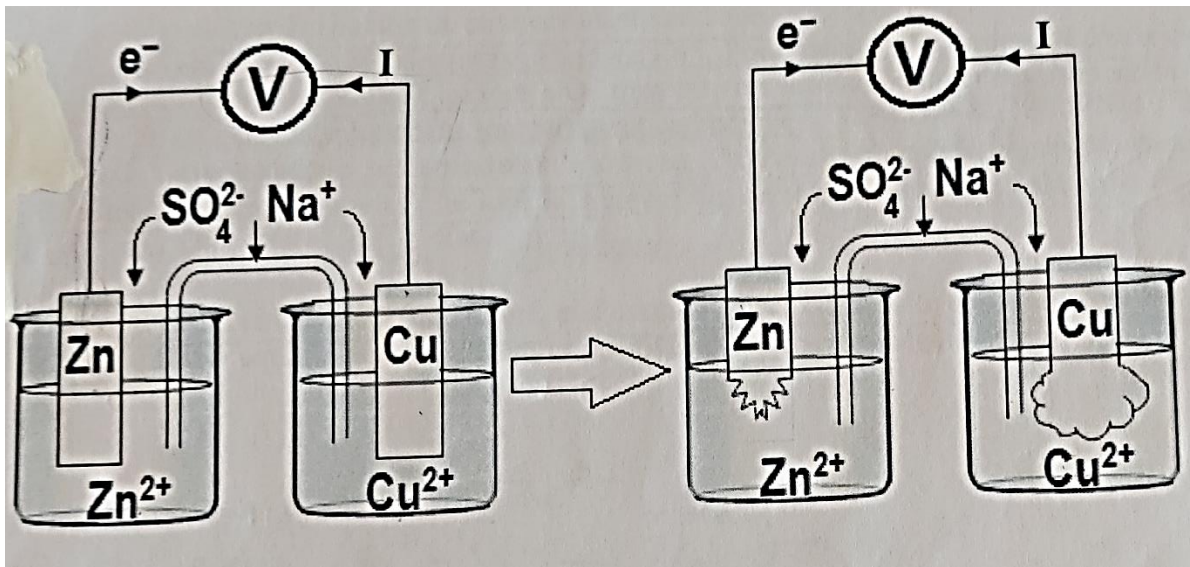 e⁻ V I
SO₄²⁻ Na⁺
Zn Cu
Zn²⁺ Cu²⁺
e⁻ V I
SO₄²⁻ Na⁺
Zn Cu
Zn²⁺ Cu²⁺